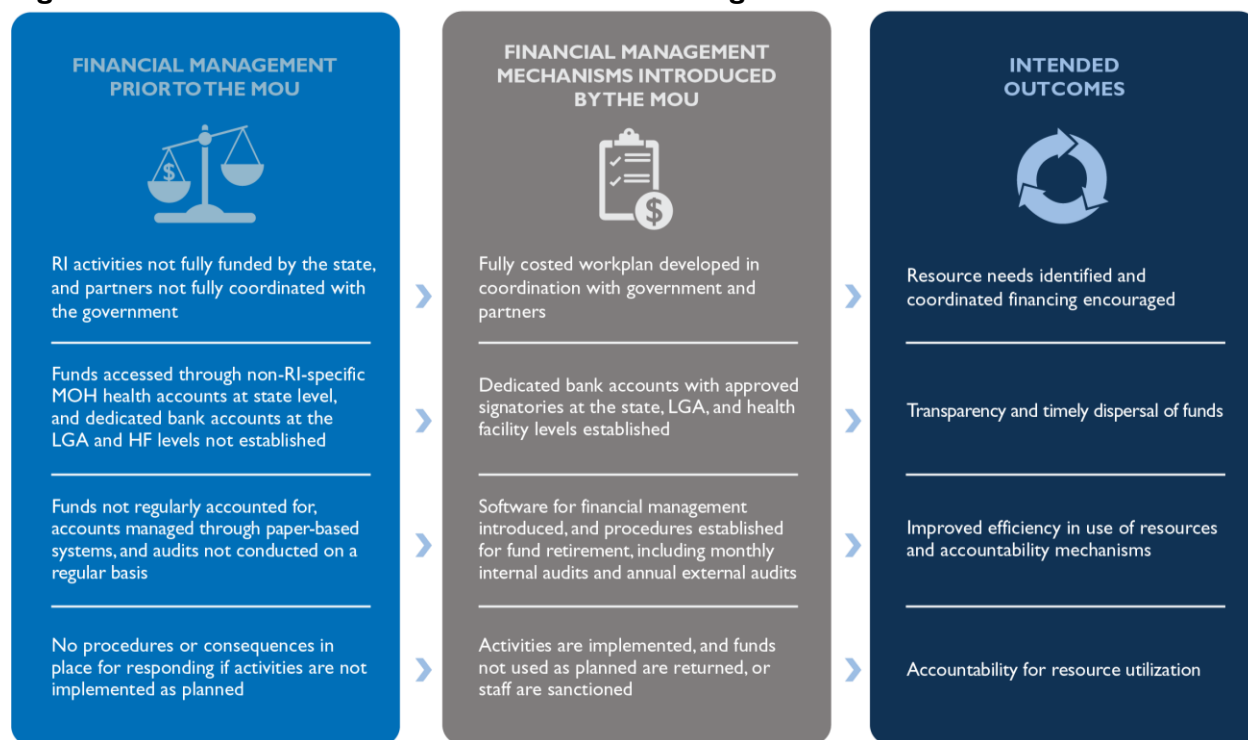 FINANCIAL MANAGEMENT
PRIOR TO THE MOU
$
RI activities not fully funded by the state,
and partners not fully coordinated with
the government
Funds accessed through non-RI-specific
MOH health accounts at state level,
and dedicated bank accounts at the
LGA and HF levels not established
Funds not regularly accounted for,
accounts managed through paper-based
systems, and audits not conducted on a
regular basis
No procedures or consequences in
place for responding if activities are not
implemented as planned
FINANCIAL MANAGEMENT
MECHANISMS INTRODUCED
BY THE MOU
$
Fully costed workplan developed in
coordination with government and
partners
Dedicated bank accounts with approved
signatories at the state, LGA, and health
facility levels established
Software for financial management
introduced, and procedures established
for fund retirement, including monthly
internal audits and annual external audits
Activities are implemented, and funds
not used as planned are returned, or
staff are sanctioned
INTENDED
OUTCOMES
Resource needs identified and
coordinated financing encouraged
Transparency and timely dispersal of funds
Improved efficiency in use of resources
and accountability mechanisms
Accountability for resource utilization